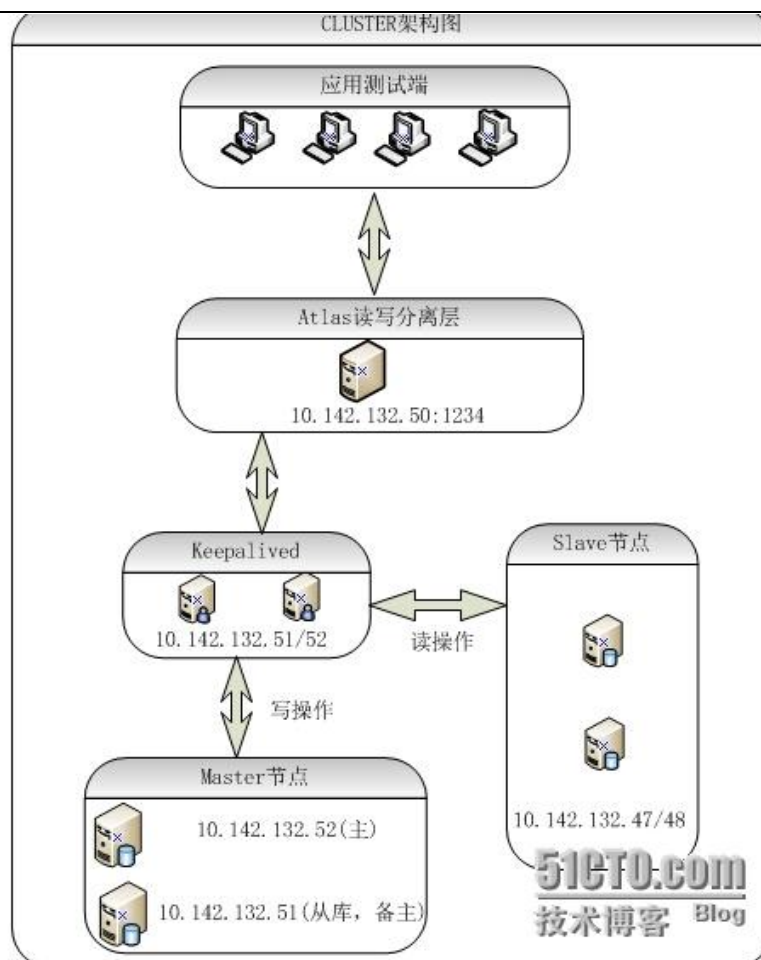 CLUSTER架构图
应用测试端
Atlas读写分离层
10.142.132.50:1234
Keepalived
10.142.132.51/52
读操作
Slave节点
10.142.132.47/48
写操作
Master节点
10.142.132.52(主)
10.142.132.51(从库，备主)
51CTO.com
技术博客 Blog